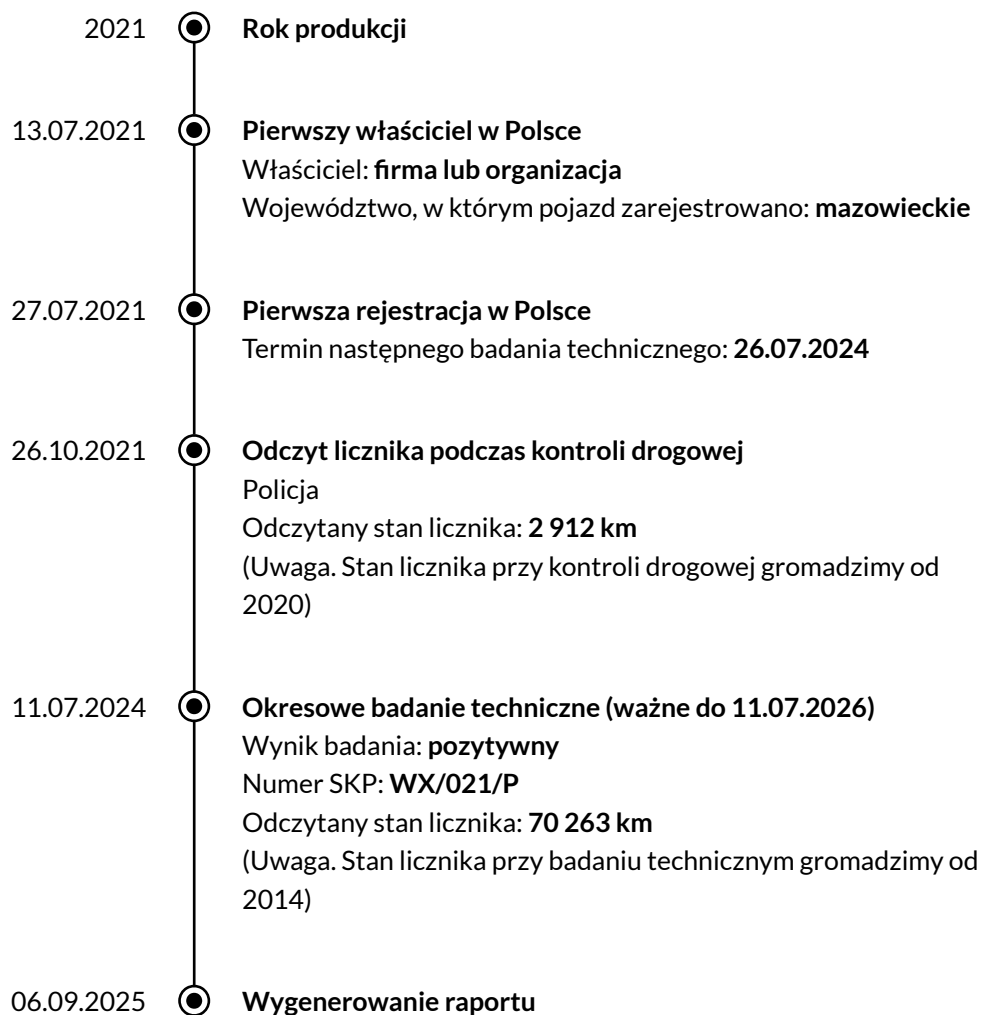 2021 Rok produkcji
13.07.2021 Pierwszy właściciel w Polsce
Właściciel: firma lub organizacja
Województwo, w którym pojazd zarejestrowano: mazowieckie
27.07.2021 Pierwsza rejestracja w Polsce
Termin następnego badania technicznego: 26.07.2024
26.10.2021 Odczyt licznika podczas kontroli drogowej
Policja
Odczytany stan licznika: 2 912 km
(Uwaga. Stan licznika przy kontroli drogowej gromadzimy od
2020)
11.07.2024 Okresowe badanie techniczne (ważne do 11.07.2026)
Wynik badania: pozytywny
Numer SKP: WX/021/P
Odczytany stan licznika: 70 263 km
(Uwaga. Stan licznika przy badaniu technicznym gromadzimy od
2014)
06.09.2025 Wygenerowanie raportu